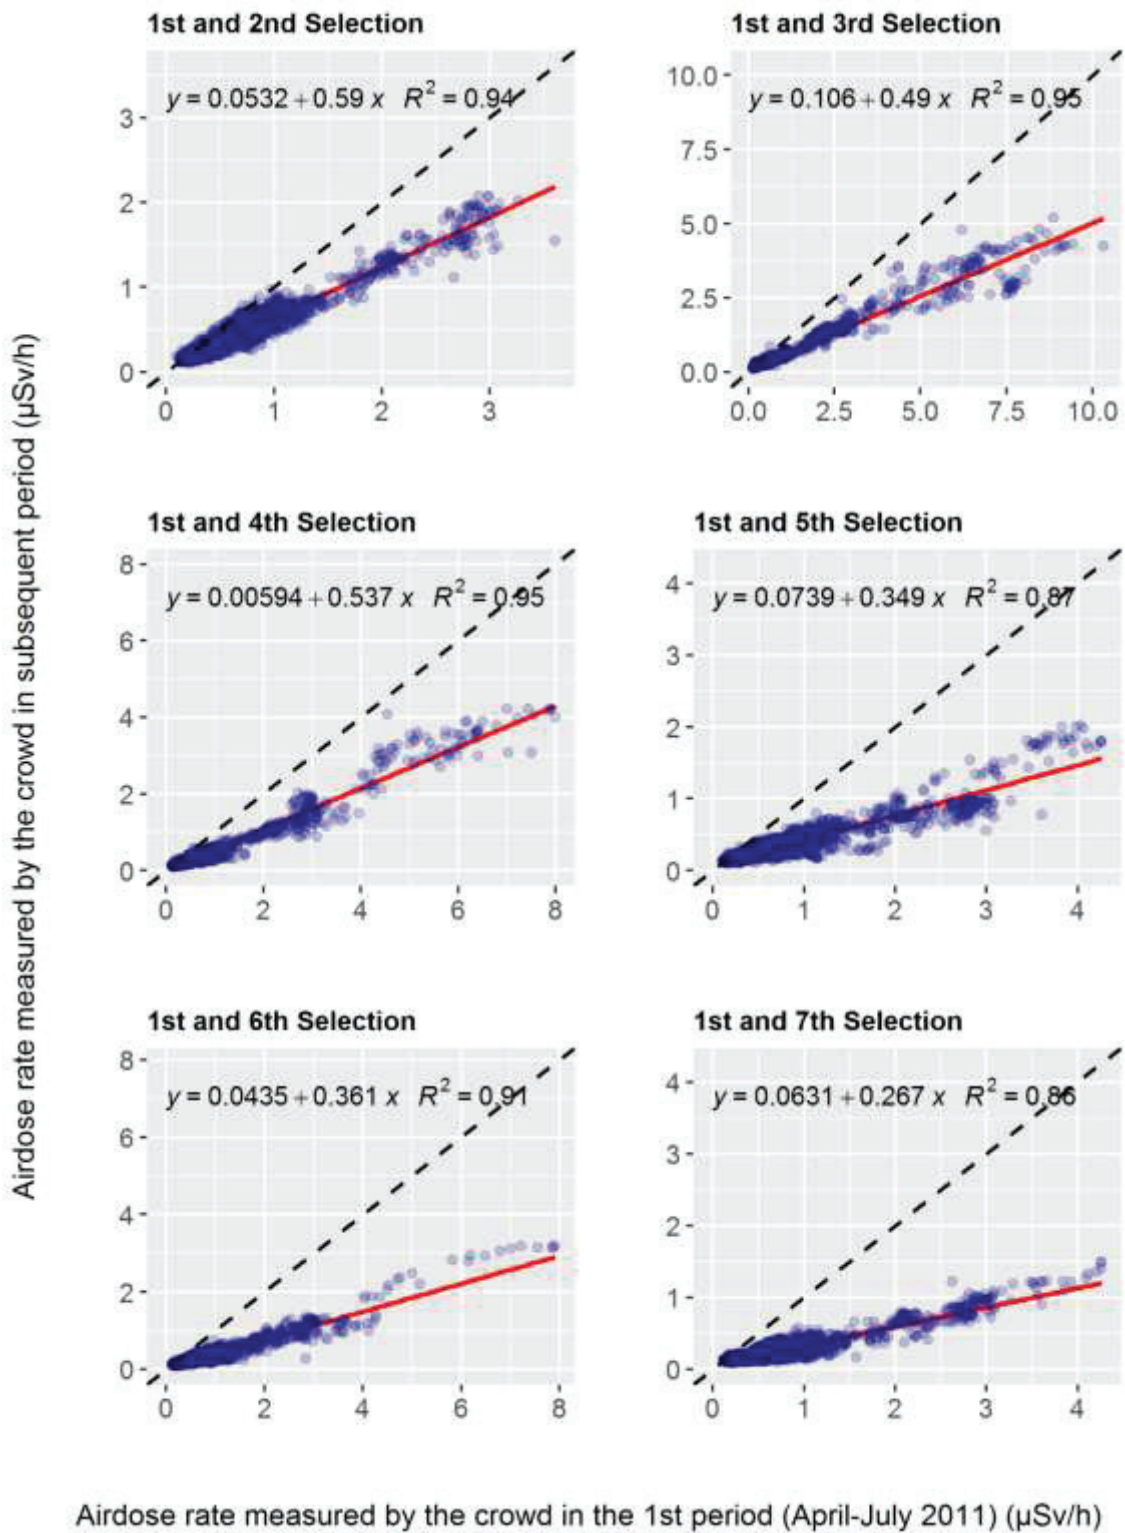 1st and 2nd Selection
y = 0.0532 + 0.59 x R² = 0.94
3
2
1
0
0 1 2 3
1st and 3rd Selection
y = 0.106 + 0.49 x R² = 0.95
10.0
7.5
5.0
2.5
0.0
0.0 2.5 5.0 7.5 10.0
Airdose rate measured by the crowd in subsequent period (µSv/h)
1st and 4th Selection
y = 0.00594 + 0.537 x R² = 0.95
8
6
4
2
0
0 2 4 6 8
1st and 5th Selection
y = 0.0739 + 0.349 x R² = 0.87
4
3
2
1
0
0 1 2 3 4
1st and 6th Selection
y = 0.0435 + 0.361 x R² = 0.91
8
6
4
2
0
0 2 4 6 8
1st and 7th Selection
y = 0.0631 + 0.267 x R² = 0.86
4
3
2
1
0
0 1 2 3 4
Airdose rate measured by the crowd in the 1st period (April-July 2011) (µSv/h)